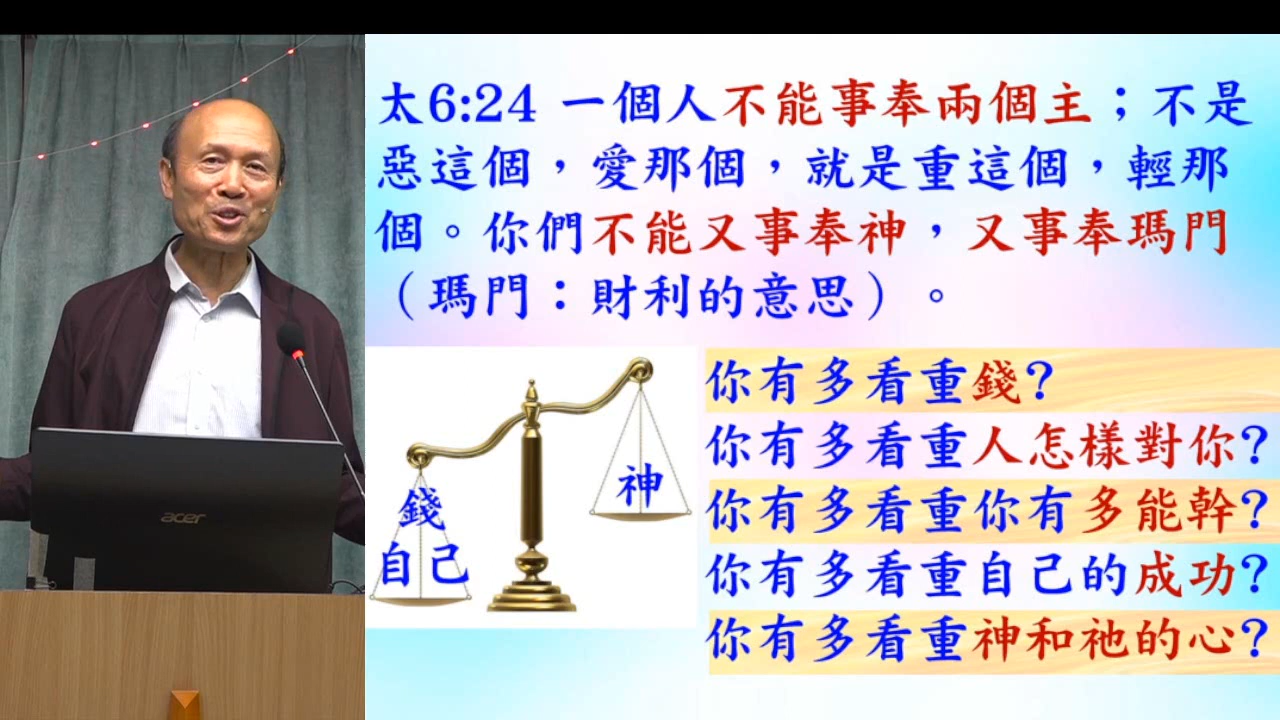 太6:24 一個人不能事奉兩個主；不是
惡這個，愛那個，就是重這個，輕那
個。你們不能又事奉神，又事奉瑪門
（瑪門：財利的意思）。
錢
自己
神
你有多看重錢？
你有多看重人怎樣對你？
你有多看重你有多能幹？
你有多看重自己的成功？
你有多看重神和祂的心？
acer